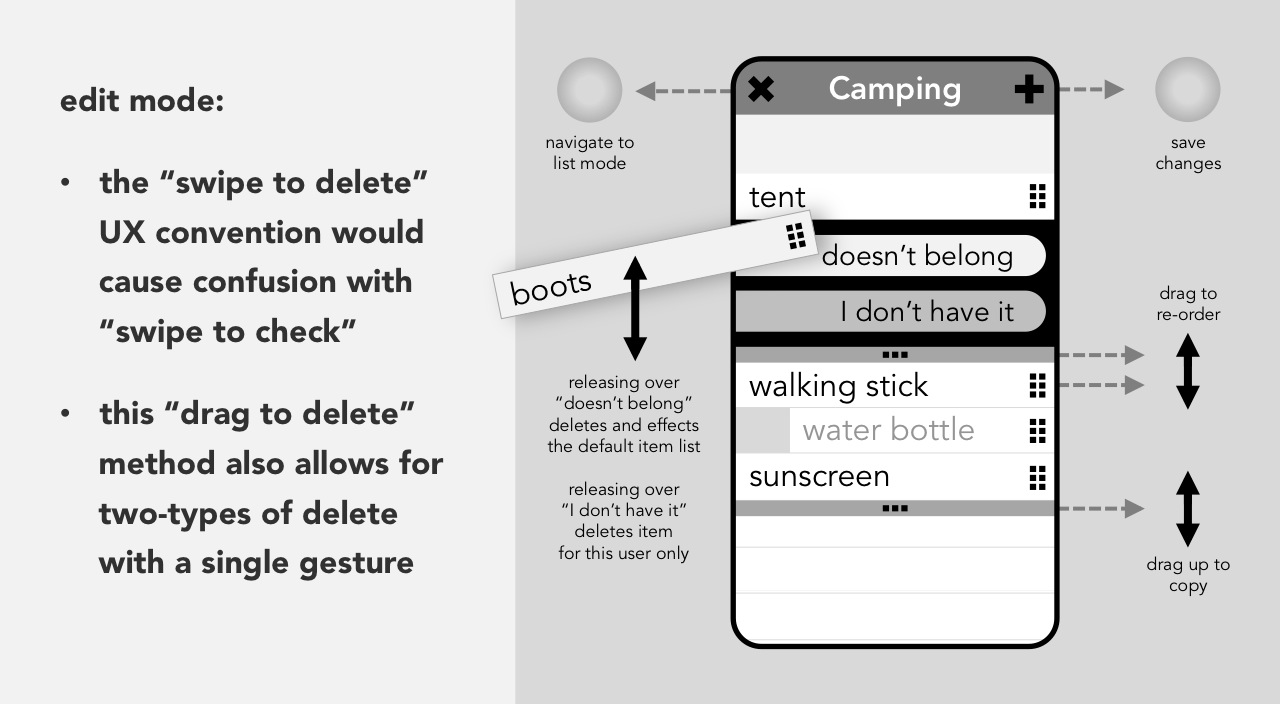 edit mode:
• the “swipe to delete”
UX convention would
cause confusion with
“swipe to check”
• this “drag to delete”
method also allows for
two-types of delete
with a single gesture
navigate to
list mode
Camping
save
changes
tent
boots
doesn’t belong
I don’t have it
walking stick
water bottle
sunscreen
releasing over
“doesn’t belong”
deletes and effects
the default item list
releasing over
“I don’t have it”
deletes item
for this user only
drag to
re-order
drag up to
copy